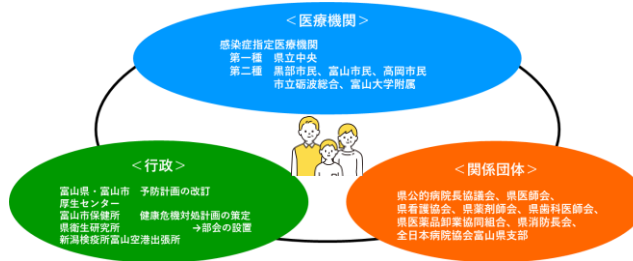 ＜医療機関＞
感染症指定医療機関
第一種　県立中央
第二種　黒部市民、富山市民、高岡市民
市立砺波総合、富山大学附属
＜行政＞
富山県・富山市　予防計画の改訂
厚生センター
富山市保健所　　健康危機対処計画の策定
県衛生研究所　　　　　→部会の設置
新潟検疫所富山空港出張所
＜関係団体＞
県公的病院長協議会、県医師会、
県看護協会、県薬剤師会、県歯科医師会、
県医薬品卸業協同組合、県消防長会、
全日本病院協会富山県支部